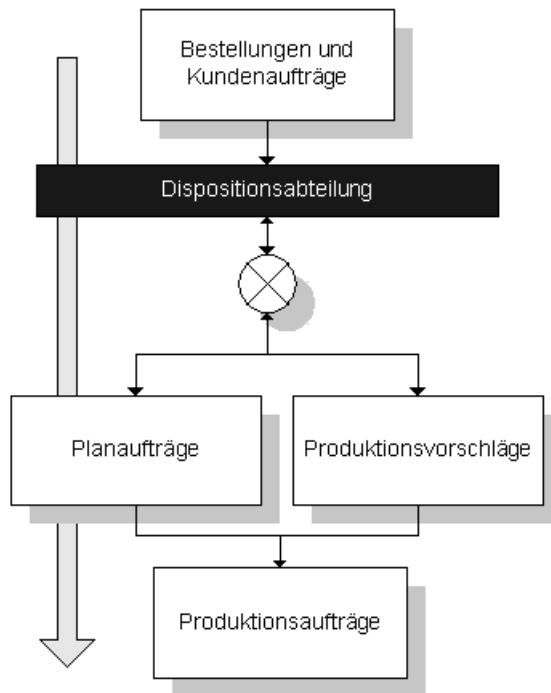 Bestellungen und
Kundenaufträge
Dispositionsabteilung
Planaufträge
Produktionsvorschläge
Produktionsaufträge